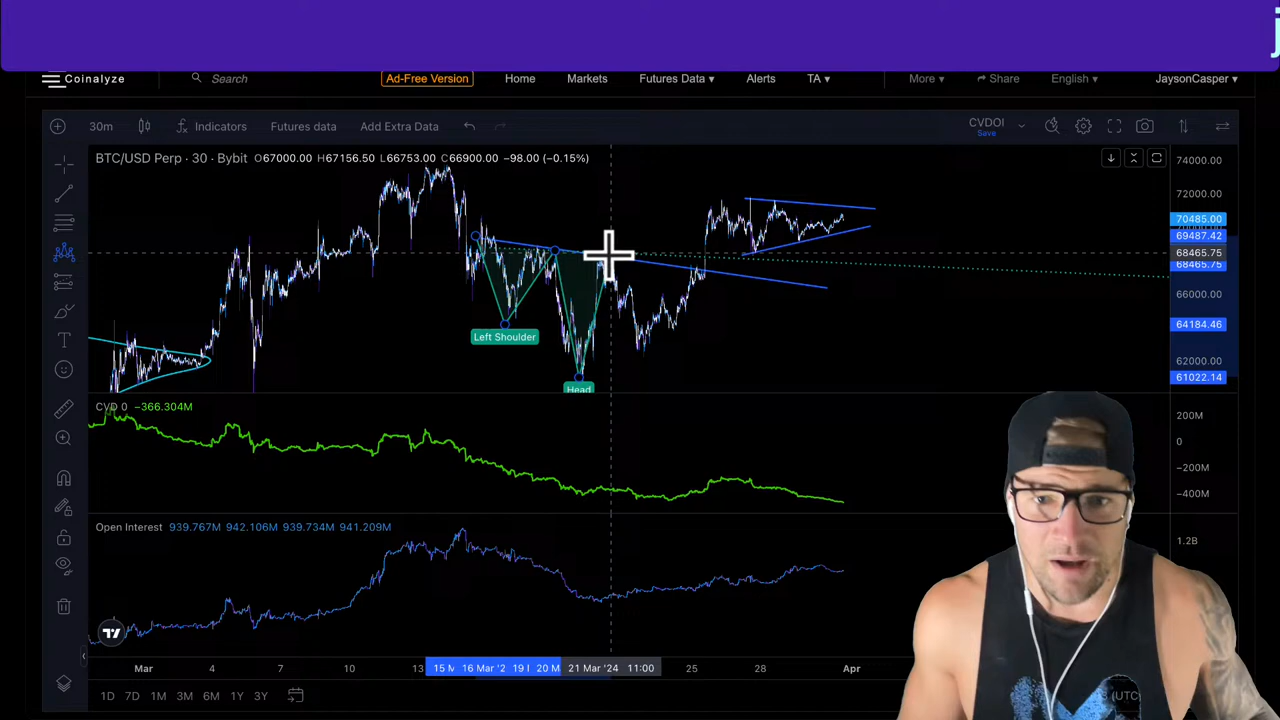 Coinalyze Search Ad-Free Version Home Markets Futures Data Alerts TA More Share English JaysonCasper
30m Indicators Futures data Add Extra Data CVDOI
Save
BTC/USD Perp · 30 · Bybit O67000.00 H67156.50 L66753.00 C66900.00 −98.00 (−0.15%)
74000.00
72000.00
70485.00
69487.42
68465.75
68465.75
66000.00
64184.46
62000.00
61022.14
Left Shoulder
Head
CVD 0 −366.304M
200M
0
−200M
−400M
Open Interest 939.767M 942.106M 939.734M 941.209M
1.2B
Mar 4 7 10 13 16 Mar '2 20 M 21 Mar '24 11:00 25 28 Apr
1D 7D 1M 3M 6M 1Y 3Y (UTC)